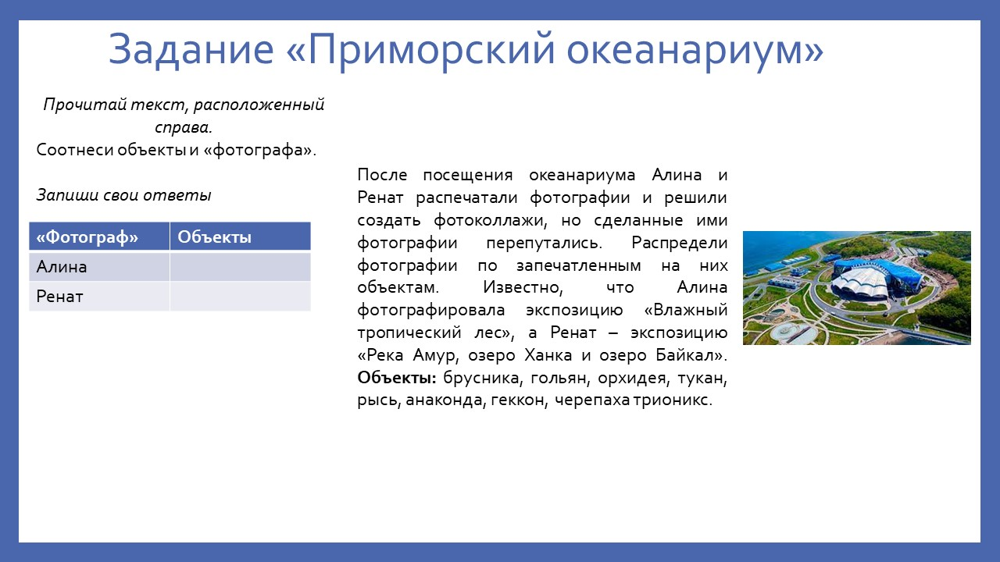 Задание «Приморский океанариум»
Прочитай текст, расположенный
справа.
Соотнеси объекты и «фотографа».
Запиши свои ответы
«Фотограф» Объекты
Алина
Ренат
После посещения океанариума Алина и
Ренат распечатали фотографии и решили
создать фотоколлажи, но сделанные ими
фотографии перепутались. Распредели
фотографии по запечатленным на них
объектам. Известно, что Алина
фотографировала экспозицию «Влажный
тропический лес», а Ренат – экспозицию
«Река Амур, озеро Ханка и озеро Байкал».
Объекты: брусника, гольян, орхидея, тукан,
рысь, анаконда, геккон, черепаха трионикс.